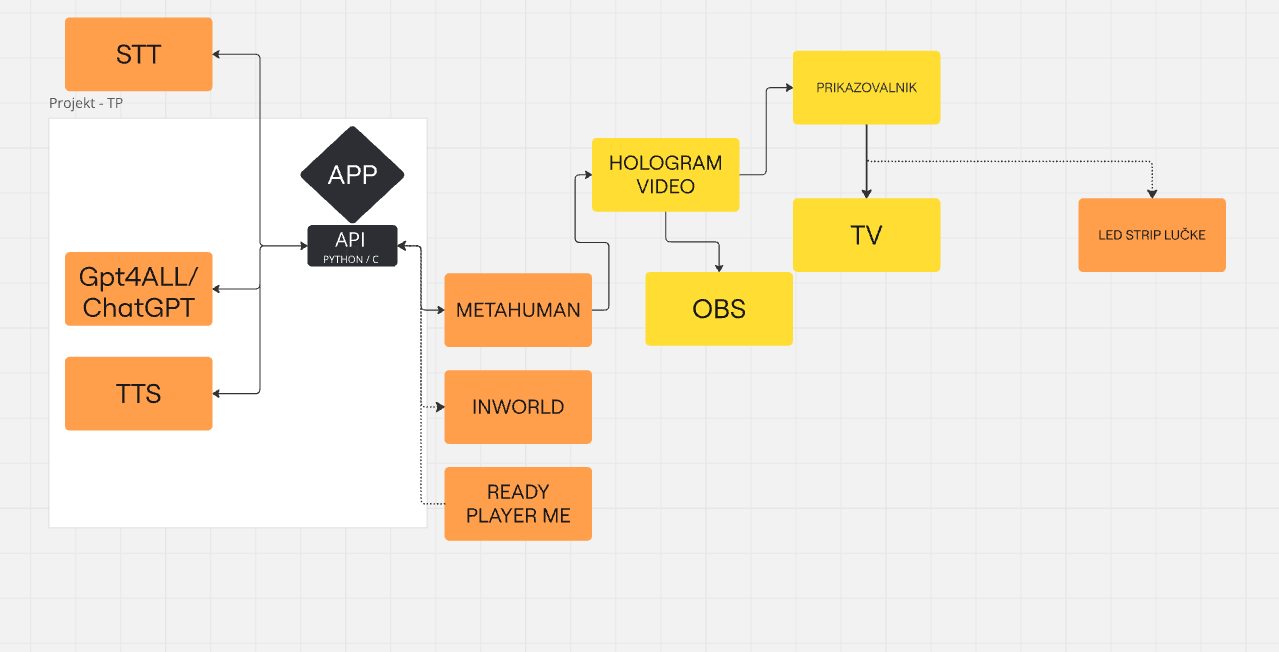 STT
Projekt - TP
APP
API
PYTHON / C
Gpt4ALL/
ChatGPT
TTS
METAHUMAN
INWORLD
READY
PLAYER ME
HOLOGRAM
VIDEO
OBS
PRIKAZOVALNIK
TV
LED STRIP LUČKE